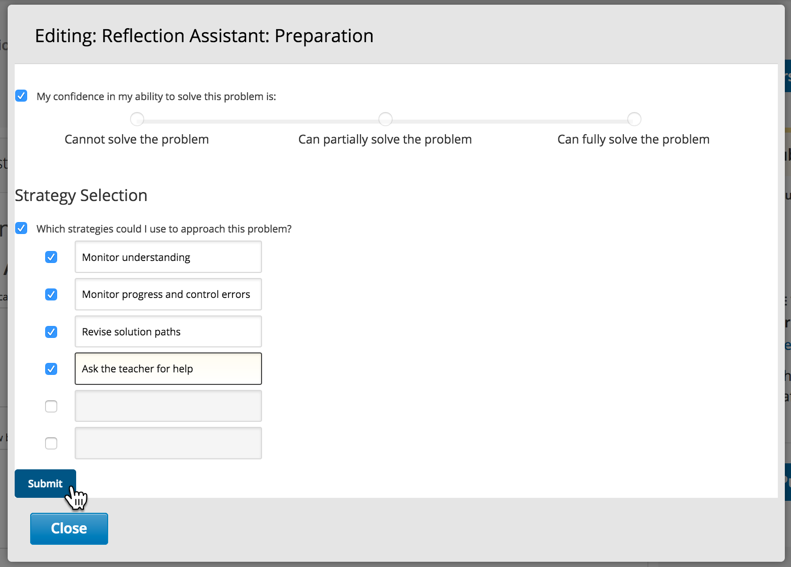 Editing: Reflection Assistant: Preparation
My confidence in my ability to solve this problem is:
Cannot solve the problem
Can partially solve the problem
Can fully solve the problem
Strategy Selection
Which strategies could I use to approach this problem?
Monitor understanding
Monitor progress and control errors
Revise solution paths
Ask the teacher for help
Submit
Close